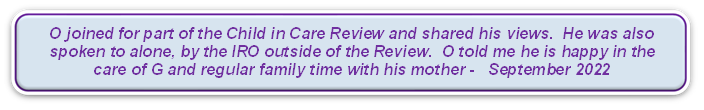 O joined for part of the Child in Care Review and shared his views.  He was also
spoken to alone, by the IRO outside of the Review.  O told me he is happy in the
care of G and regular family time with his mother -   September 2022